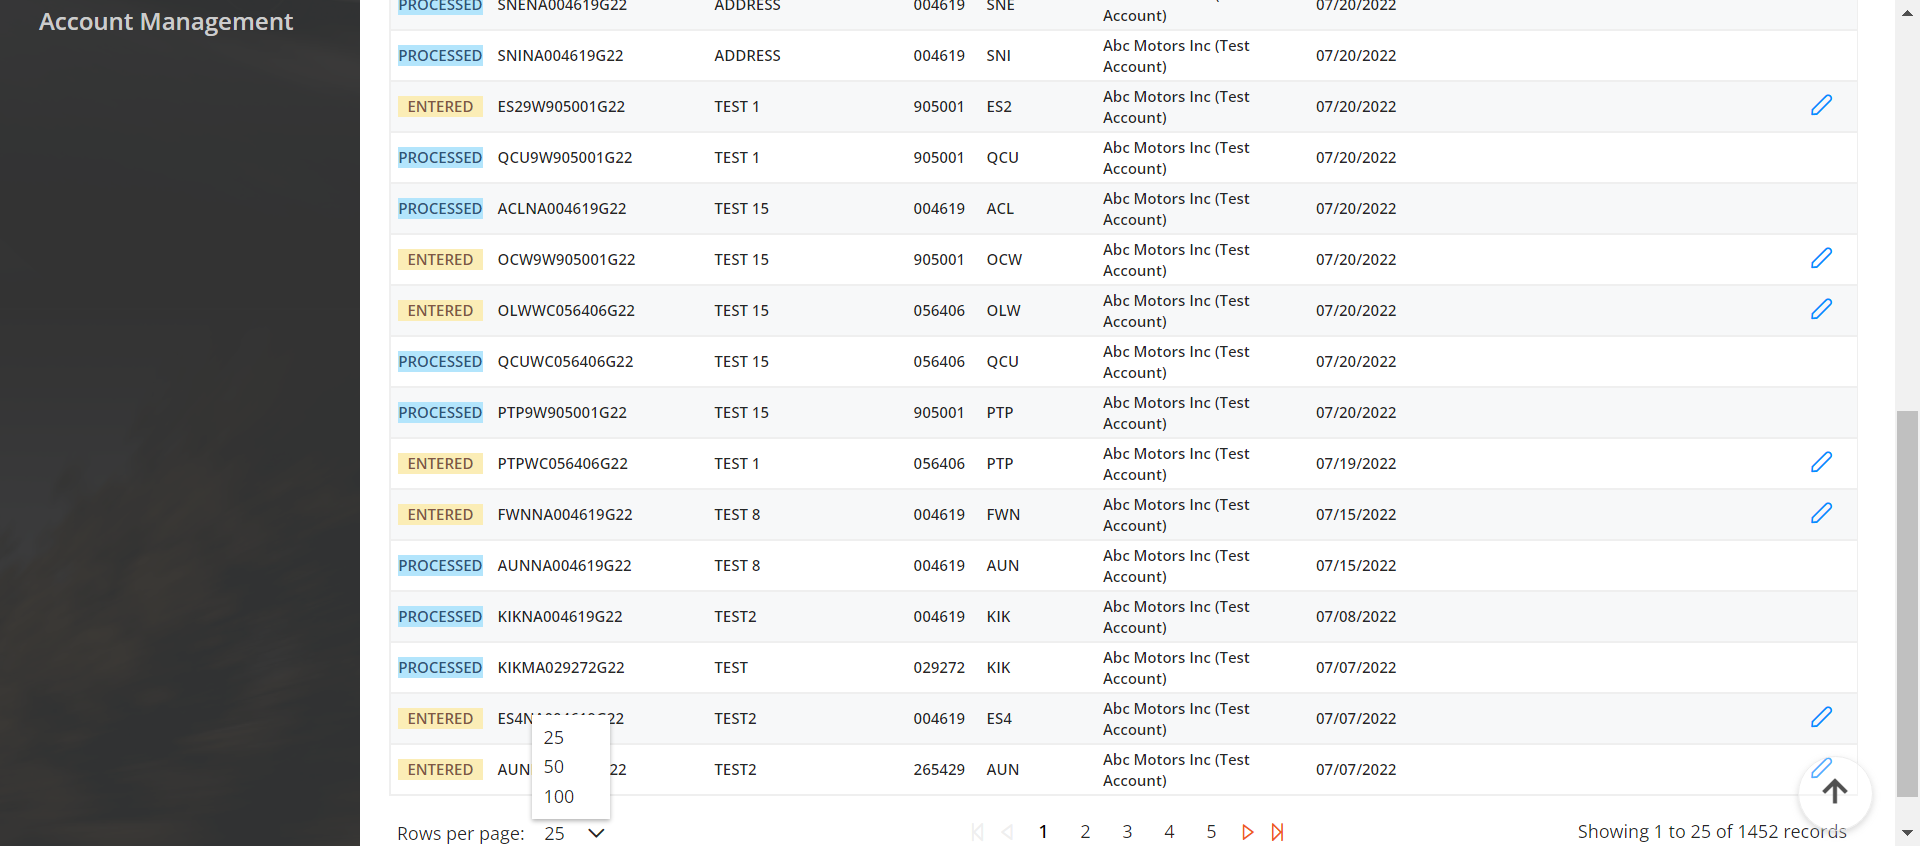 Account Management
PROCESSED SNENA004619G22 ADDRESS 004619 SNE 07/20/2022
Account)
PROCESSED SNINA004619G22 ADDRESS 004619 SNI Abc Motors Inc (Test Account) 07/20/2022
ENTERED ES29W905001G22 TEST 1 905001 ES2 Abc Motors Inc (Test Account) 07/20/2022
PROCESSED QCU9W905001G22 TEST 1 905001 QCU Abc Motors Inc (Test Account) 07/20/2022
PROCESSED ACLNA004619G22 TEST 15 004619 ACL Abc Motors Inc (Test Account) 07/20/2022
ENTERED OCW9W905001G22 TEST 15 905001 OCW Abc Motors Inc (Test Account) 07/20/2022
ENTERED OLWWC056406G22 TEST 15 056406 OLW Abc Motors Inc (Test Account) 07/20/2022
PROCESSED QCUWC056406G22 TEST 15 056406 QCU Abc Motors Inc (Test Account) 07/20/2022
PROCESSED PTP9W905001G22 TEST 15 905001 PTP Abc Motors Inc (Test Account) 07/20/2022
ENTERED PTPWC056406G22 TEST 1 056406 PTP Abc Motors Inc (Test Account) 07/19/2022
ENTERED FWNNA004619G22 TEST 8 004619 FWN Abc Motors Inc (Test Account) 07/15/2022
PROCESSED AUNNA004619G22 TEST 8 004619 AUN Abc Motors Inc (Test Account) 07/15/2022
PROCESSED KIKNA004619G22 TEST2 004619 KIK Abc Motors Inc (Test Account) 07/08/2022
PROCESSED KIKMA029272G22 TEST 029272 KIK Abc Motors Inc (Test Account) 07/07/2022
ENTERED TEST2 004619 ES4 Abc Motors Inc (Test Account) 07/07/2022
ENTERED TEST2 265429 AUN Abc Motors Inc (Test Account) 07/07/2022
25
50
100
Rows per page: 25 1 2 3 4 5 Showing 1 to 25 of 1452 records